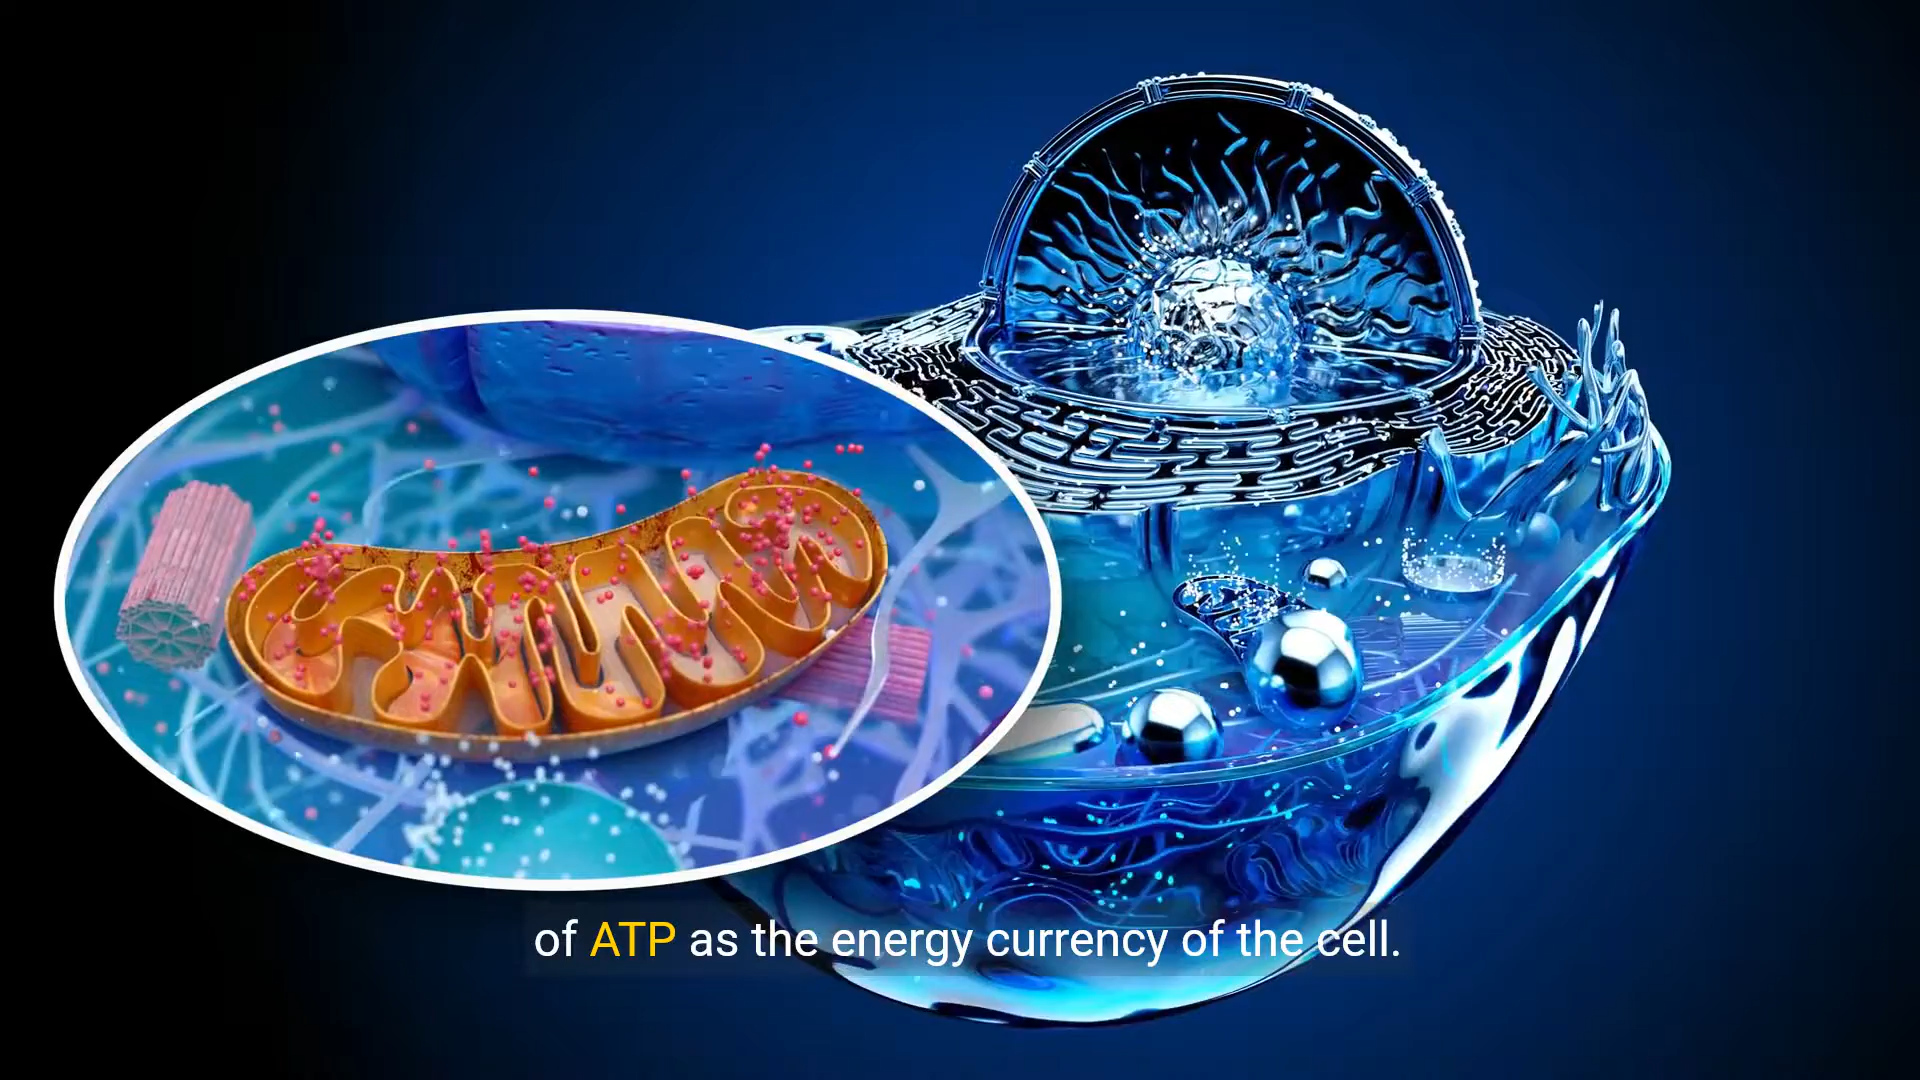 of ATP as the energy currency of the cell.